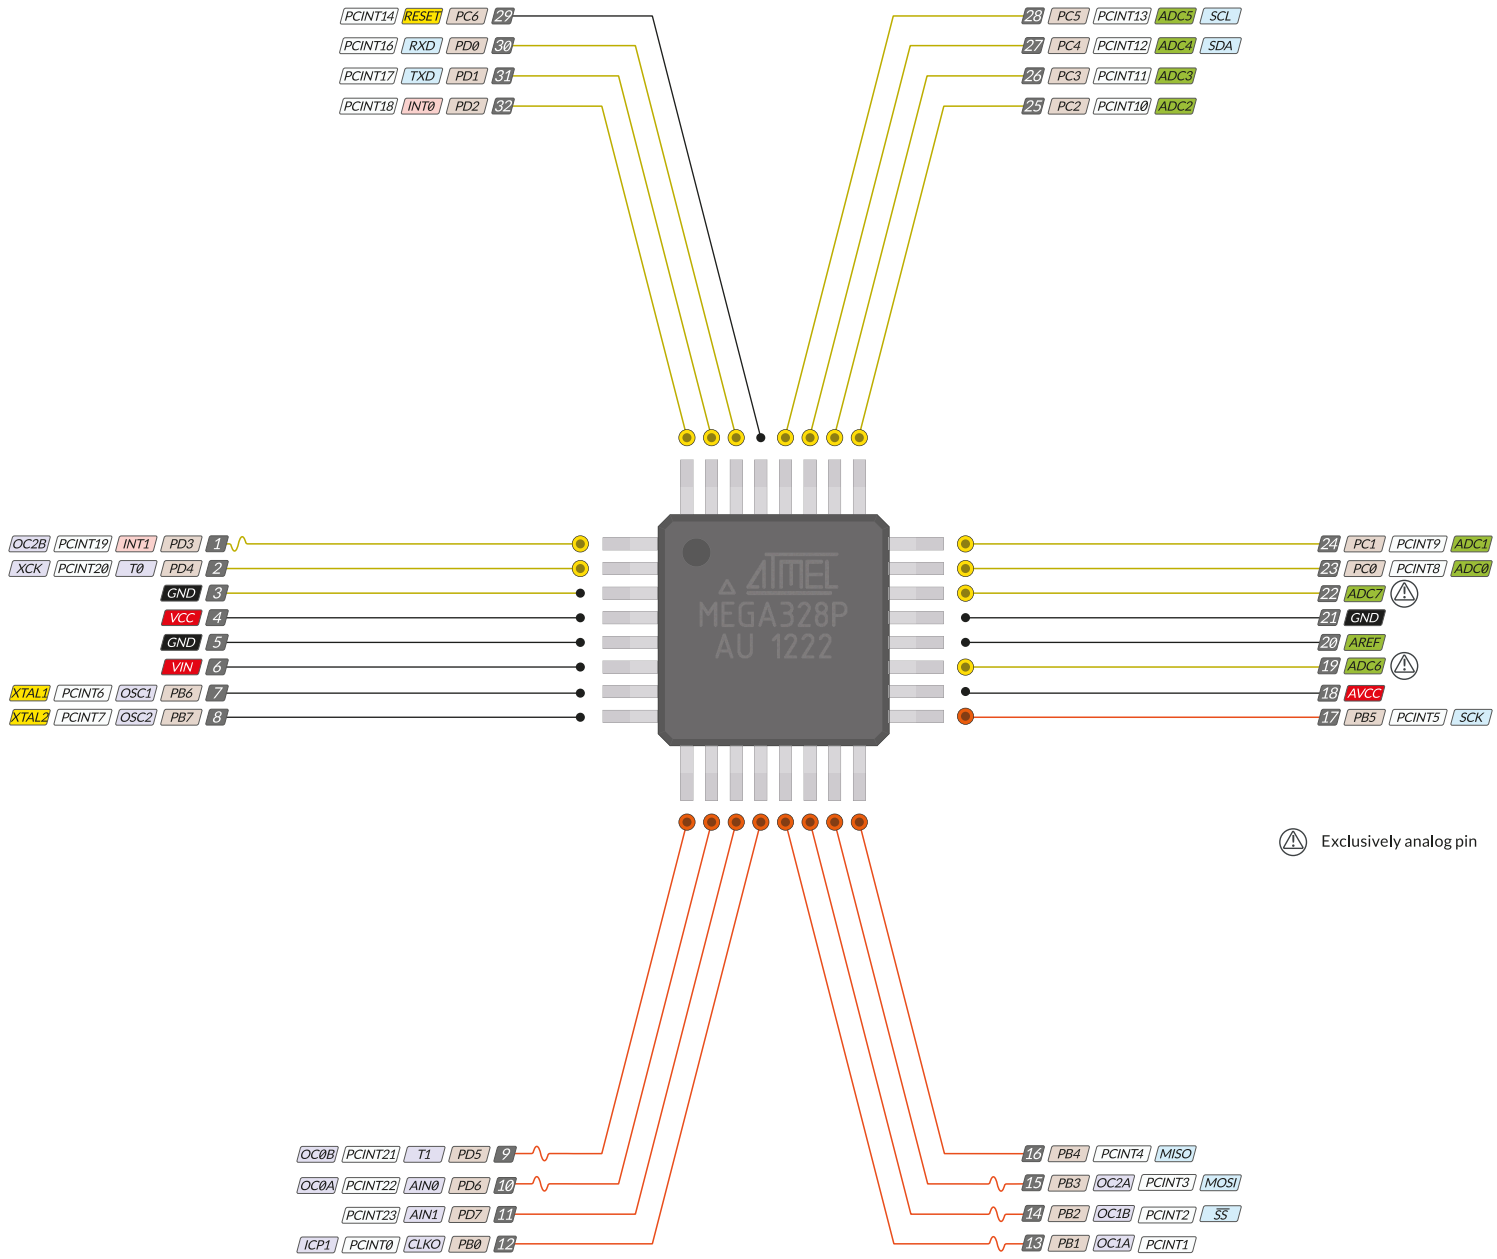 PCINT14 RESET PC6 29
PCINT16 RXD PD0 30
PCINT17 TXD PD1 31
PCINT18 INT0 PD2 32
28 PC5 PCINT13 ADC5 SCL
27 PC4 PCINT12 ADC4 SDA
26 PC3 PCINT11 ADC3
25 PC2 PCINT10 ADC2
OC2B PCINT19 INT1 PD3 1
XCK PCINT20 T0 PD4 2
GND 3
VCC 4
GND 5
VIN 6
XTAL1 PCINT6 OSC1 PB6 7
XTAL2 PCINT7 OSC2 PB7 8
ATMEL
MEGA328P
AU 1222
24 PC1 PCINT9 ADC1
23 PC0 PCINT8 ADC0
22 ADC7
21 GND
20 AREF
19 ADC6
18 AVCC
17 PB5 PCINT5 SCK
Exclusively analog pin
OC0B PCINT21 T1 PD5 9
OC0A PCINT22 AIN0 PD6 10
PCINT23 AIN1 PD7 11
ICP1 PCINT0 CLKO PB0 12
16 PB4 PCINT4 MISO
15 PB3 OC2A PCINT3 MOSI
14 PB2 OC1B PCINT2 S̅S̅
13 PB1 OC1A PCINT1